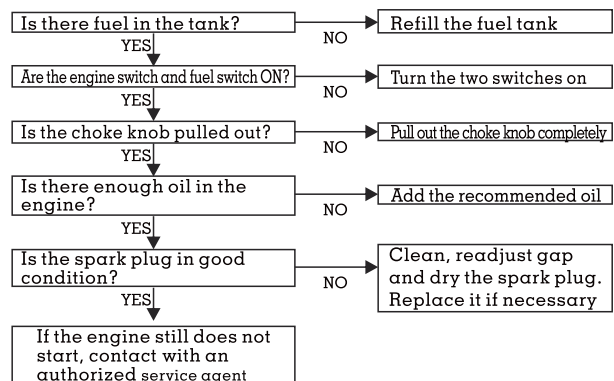 Is there fuel in the tank?
NO
Refill the fuel tank
YES
Are the engine switch and fuel switch ON?
NO
Turn the two switches on
YES
Is the choke knob pulled out?
NO
Pull out the choke knob completely
YES
Is there enough oil in the
engine?
NO
Add the recommended oil
YES
Is the spark plug in good
condition?
NO
Clean, readjust gap
and dry the spark plug.
Replace it if necessary
YES
If the engine still does not
start, contact with an
authorized service agent